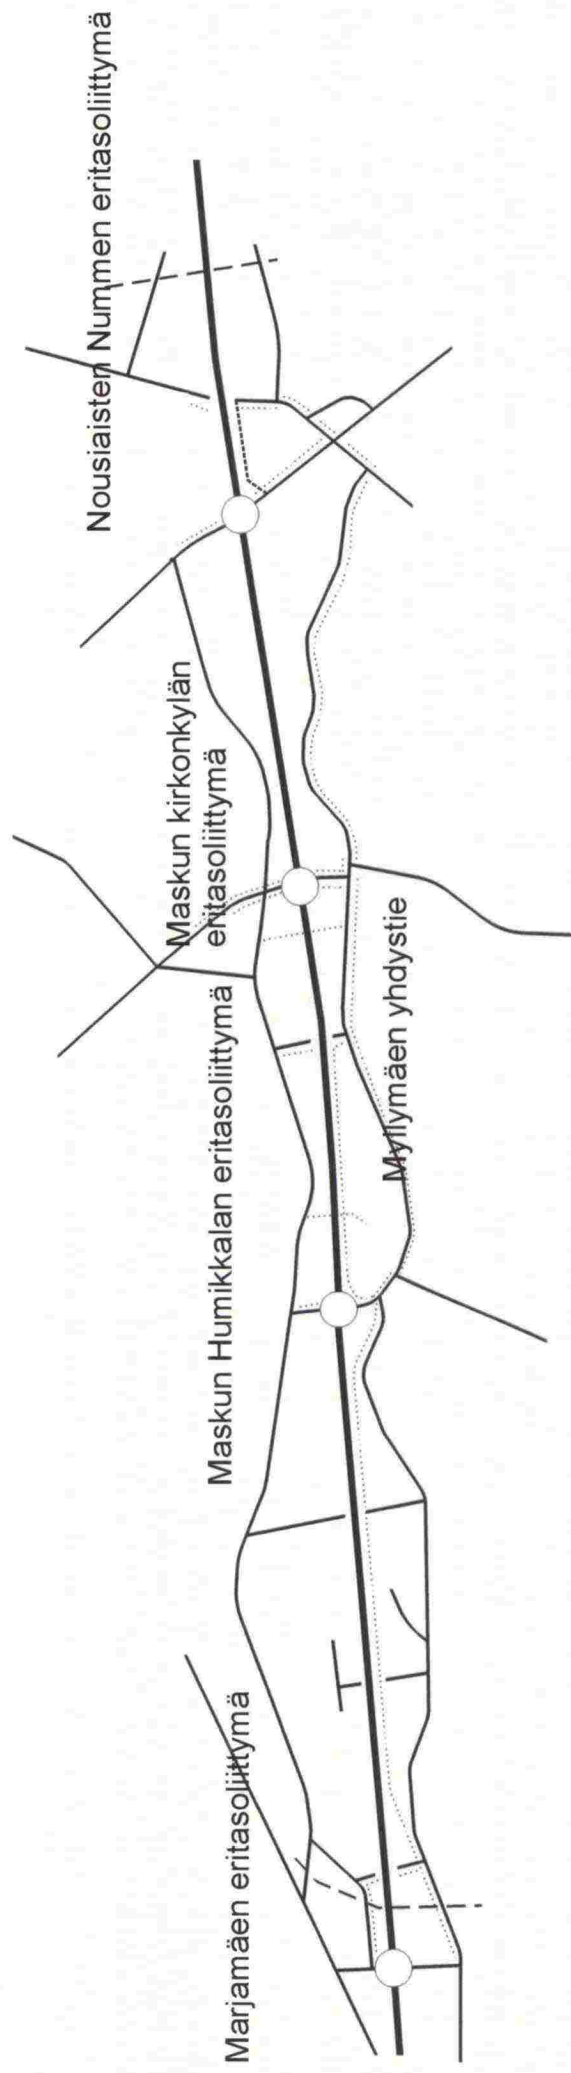 Nousiaisten Nummen eritasoliittymä
Maskun kirkonkylän
eritasoliittymä
Maskun Humikkalan eritasoliittymä
Myllymäen yhdystie
Marjamäen eritasoliittymä